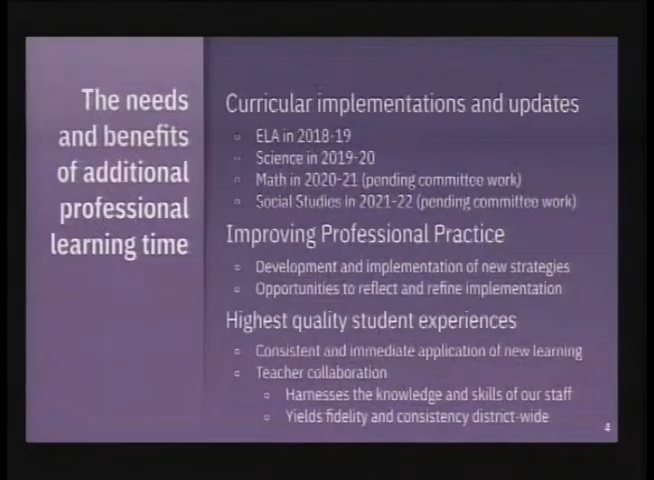 The needs
and benefits
of additional
professional
learning time
Curricular implementations and updates
ELA in 2018-19
Science in 2019-20
Math in 2020-21 (pending committee work)
Social Studies in 2021-22 (pending committee work)
Improving Professional Practice
Development and implementation of new strategies
Opportunities to reflect and refine implementation
Highest quality student experiences
Consistent and immediate application of new learning
Teacher collaboration
Harnesses the knowledge and skills of our staff
Yields fidelity and consistency district-wide
4